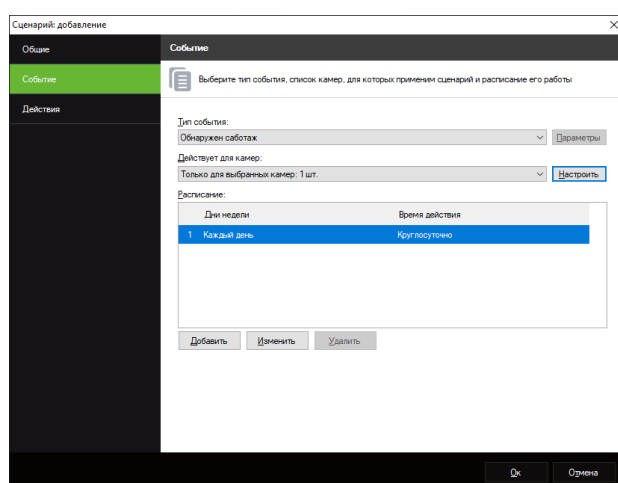 Сценарий: добавление
Общие
Событие
Действия
Событие
Выберите тип события, список камер, для которых применим сценарий и расписание его работы
Тип события:
Обнаружен саботаж
Параметры
Действует для камер:
Только для выбранных камер: 1 шт.
Настроить
Расписание:
Дни недели Время действия
1 Каждый день Круглосуточно
Добавить Изменить Удалить
Ок Отмена